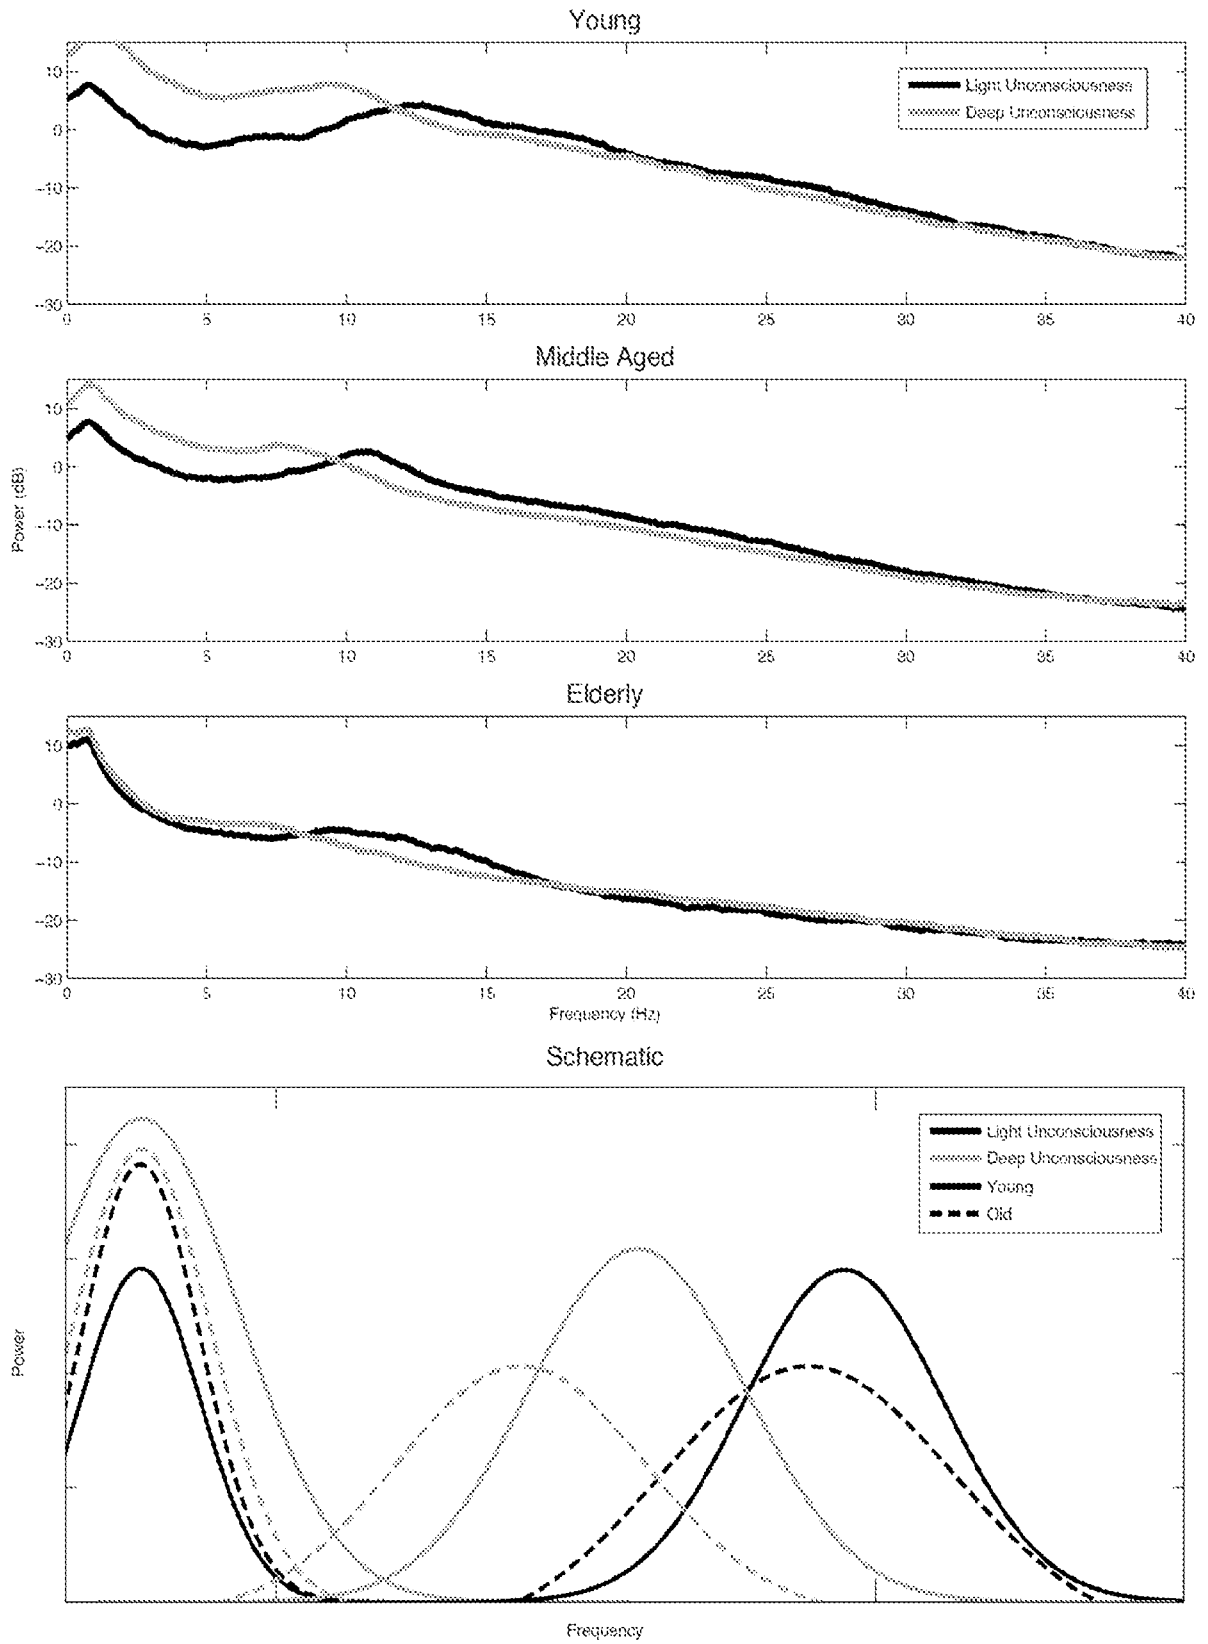 Young
10
0
-10
-20
-30
0 5 10 15 20 25 30 35 40
Light Unconsciousness
Deep Unconsciousness
Middle Aged
Power (dB)
10
0
-10
-20
-30
0 5 10 15 20 25 30 35 40
Elderly
10
0
-10
-20
-30
0 5 10 15 20 25 30 35 40
Frequency (Hz)
Schematic
Light Unconsciousness
Deep Unconsciousness
Young
Old
Power
Frequency